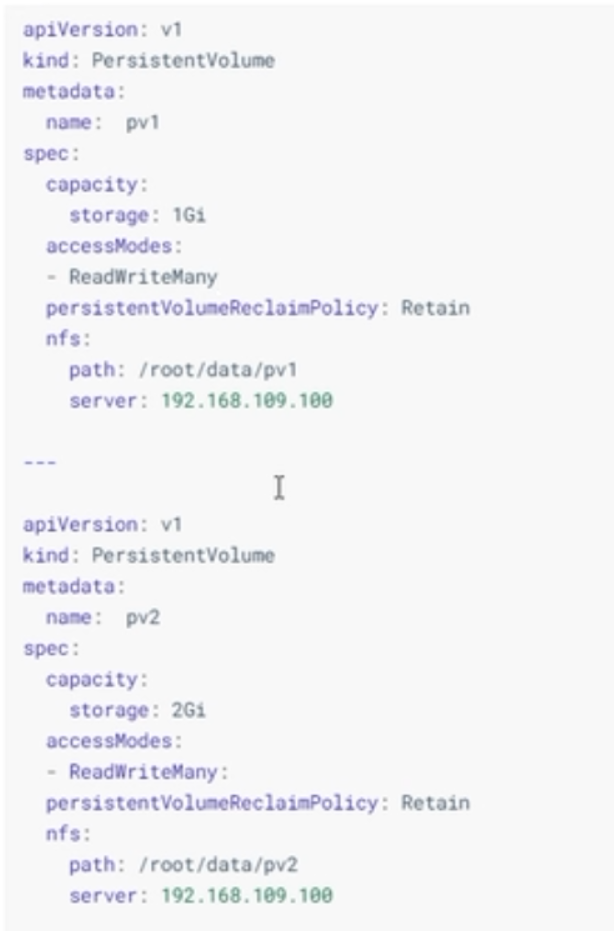 apiVersion: v1
kind: PersistentVolume
metadata:
  name:  pv1
spec:
  capacity:
    storage: 1Gi
  accessModes:
  - ReadWriteMany
  persistentVolumeReclaimPolicy: Retain
  nfs:
    path: /root/data/pv1
    server: 192.168.109.100
---
apiVersion: v1
kind: PersistentVolume
metadata:
  name:  pv2
spec:
  capacity:
    storage: 2Gi
  accessModes:
  - ReadWriteMany:
  persistentVolumeReclaimPolicy: Retain
  nfs:
    path: /root/data/pv2
    server: 192.168.109.100